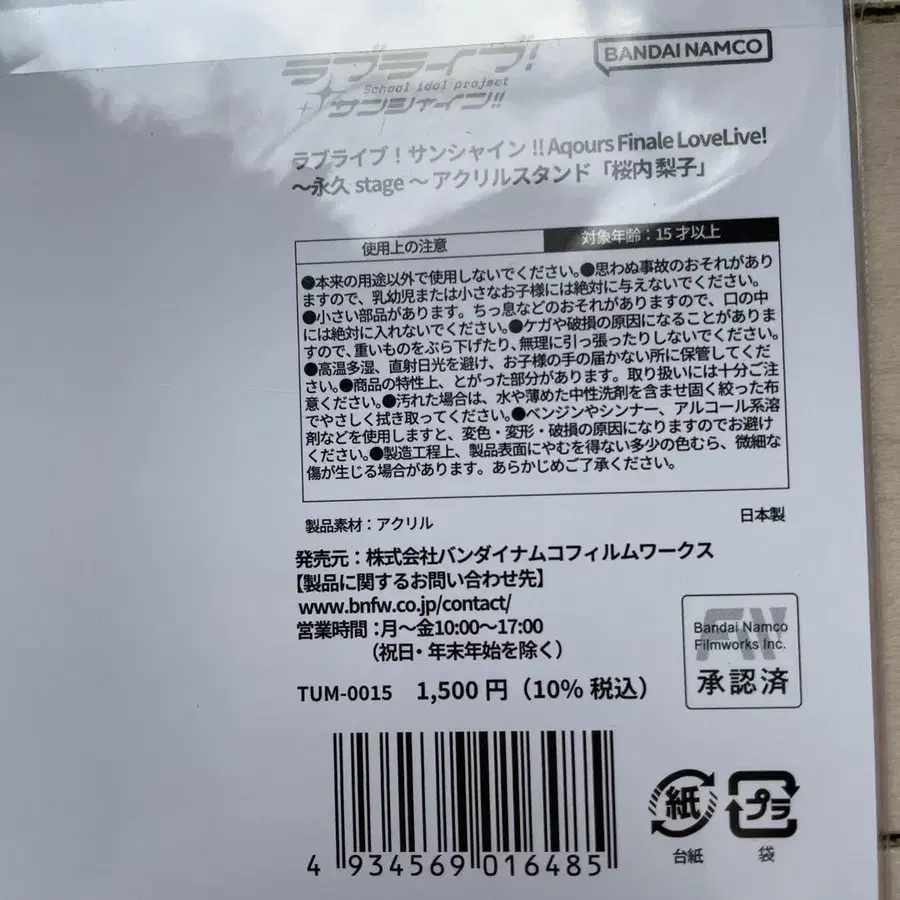 ラブライブ!
School idol project
サンシャイン!!
BANDAI NAMCO
ラブライブ！サンシャイン!! Aqours Finale LoveLive!
～永久 stage～アクリルスタンド「桜内梨子」
使用上の注意
対象年齢：15才以上
●本来の用途以外で使用しないでください。●思わぬ事故のおそれがあり
ますので、乳幼児または小さなお子様には絶対に与えないでください。
●小さい部品があります。ちっ息などのおそれがありますので、口の中
には絶対に入れないでください。●ケガや破損の原因になることがありま
すので、重いものをぶら下げたり、無理に引っ張ったりしないでください。
●高温多湿、直射日光を避け、お子様の手の届かない所に保管してくだ
さい。●商品の特性上、とがった部分があります。取り扱いには十分ご注
意ください。●汚れた場合は、水や薄めた中性洗剤を含ませ固く絞った布
でやさしく拭き取ってください。●ベンジンやシンナー、アルコール系溶
剤などを使用しますと、変色・変形・破損の原因になりますのでお避け
ください。●製造工程上、製品表面にやむを得ない多少の色むら、微細な
傷が生じる場合があります。あらかじめご了承ください。
製品素材：アクリル
日本製
発売元：株式会社バンダイナムコフィルムワークス
【製品に関するお問い合わせ先】
www.bnfw.co.jp/contact/
営業時間：月～金10:00～17:00
（祝日・年末年始を除く）
TUM-0015 1,500円（10% 税込）
FW
Bandai Namco
Filmworks Inc.
承認済
4 934569 016485
紙
台紙
プラ
袋